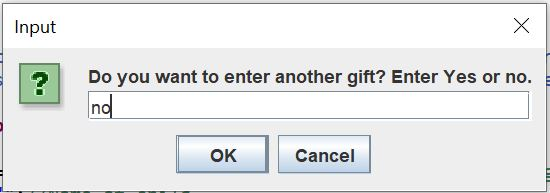 Input
Do you want to enter another gift? Enter Yes or no.
no
OK Cancel